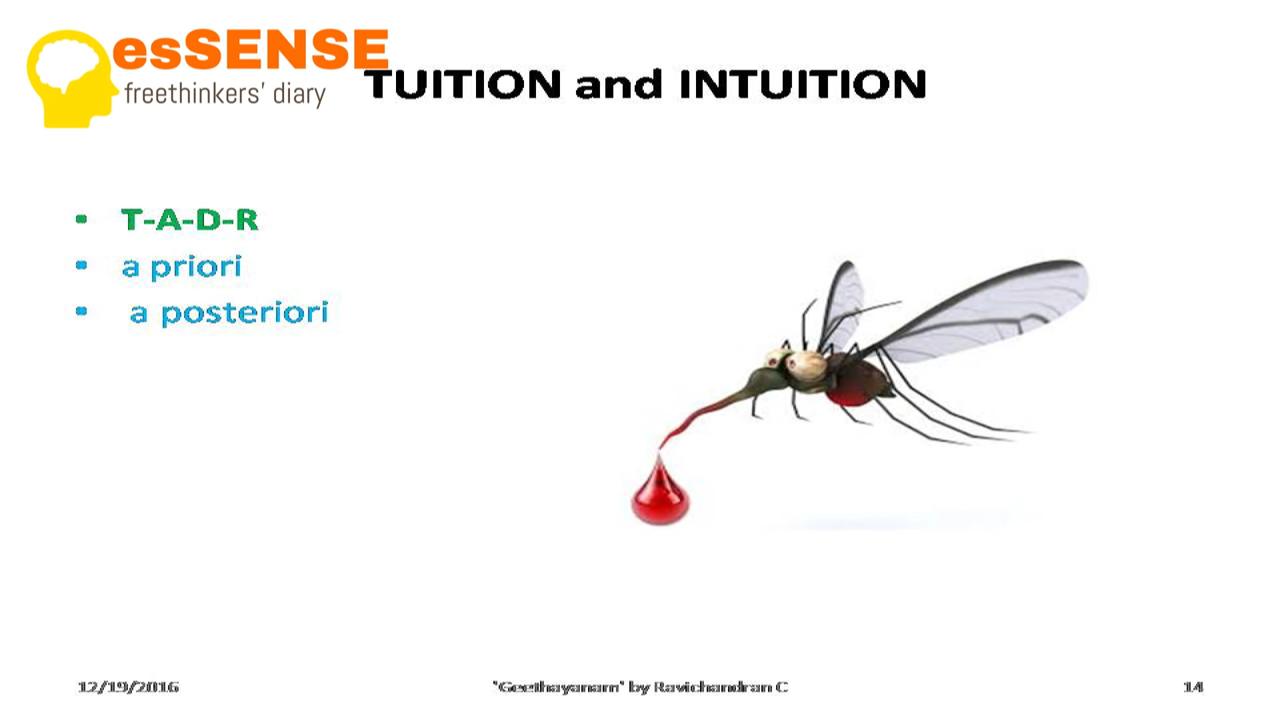 esSENSE
freethinkers' diary
TUITION and INTUITION
• T-A-D-R
• a priori
• a posteriori
12/19/2016
'Geethayanam' by Ravichandran C
14